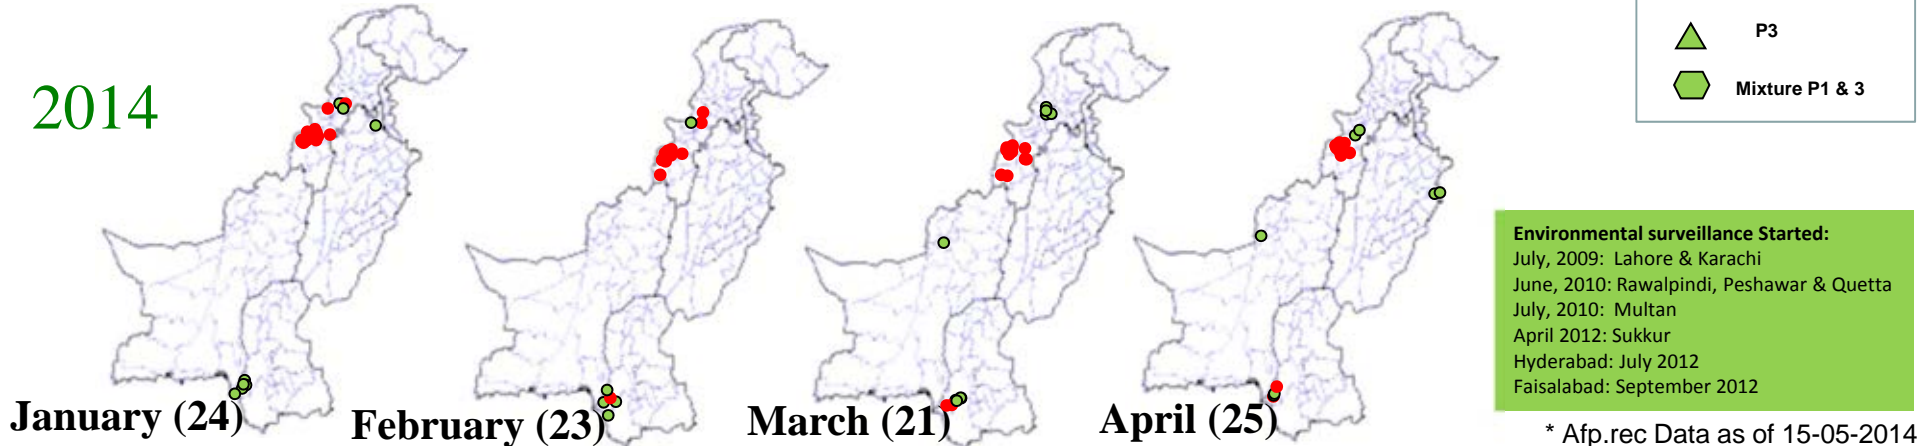 P3
Mixture P1 & 3
2014
January (24)
February (23)
March (21)
April (25)
Environmental surveillance Started:
July, 2009:  Lahore & Karachi
June, 2010: Rawalpindi, Peshawar & Quetta
July, 2010:  Multan
April 2012: Sukkur
Hyderabad: July 2012
Faisalabad: September 2012
* Afp.rec Data as of 15-05-2014